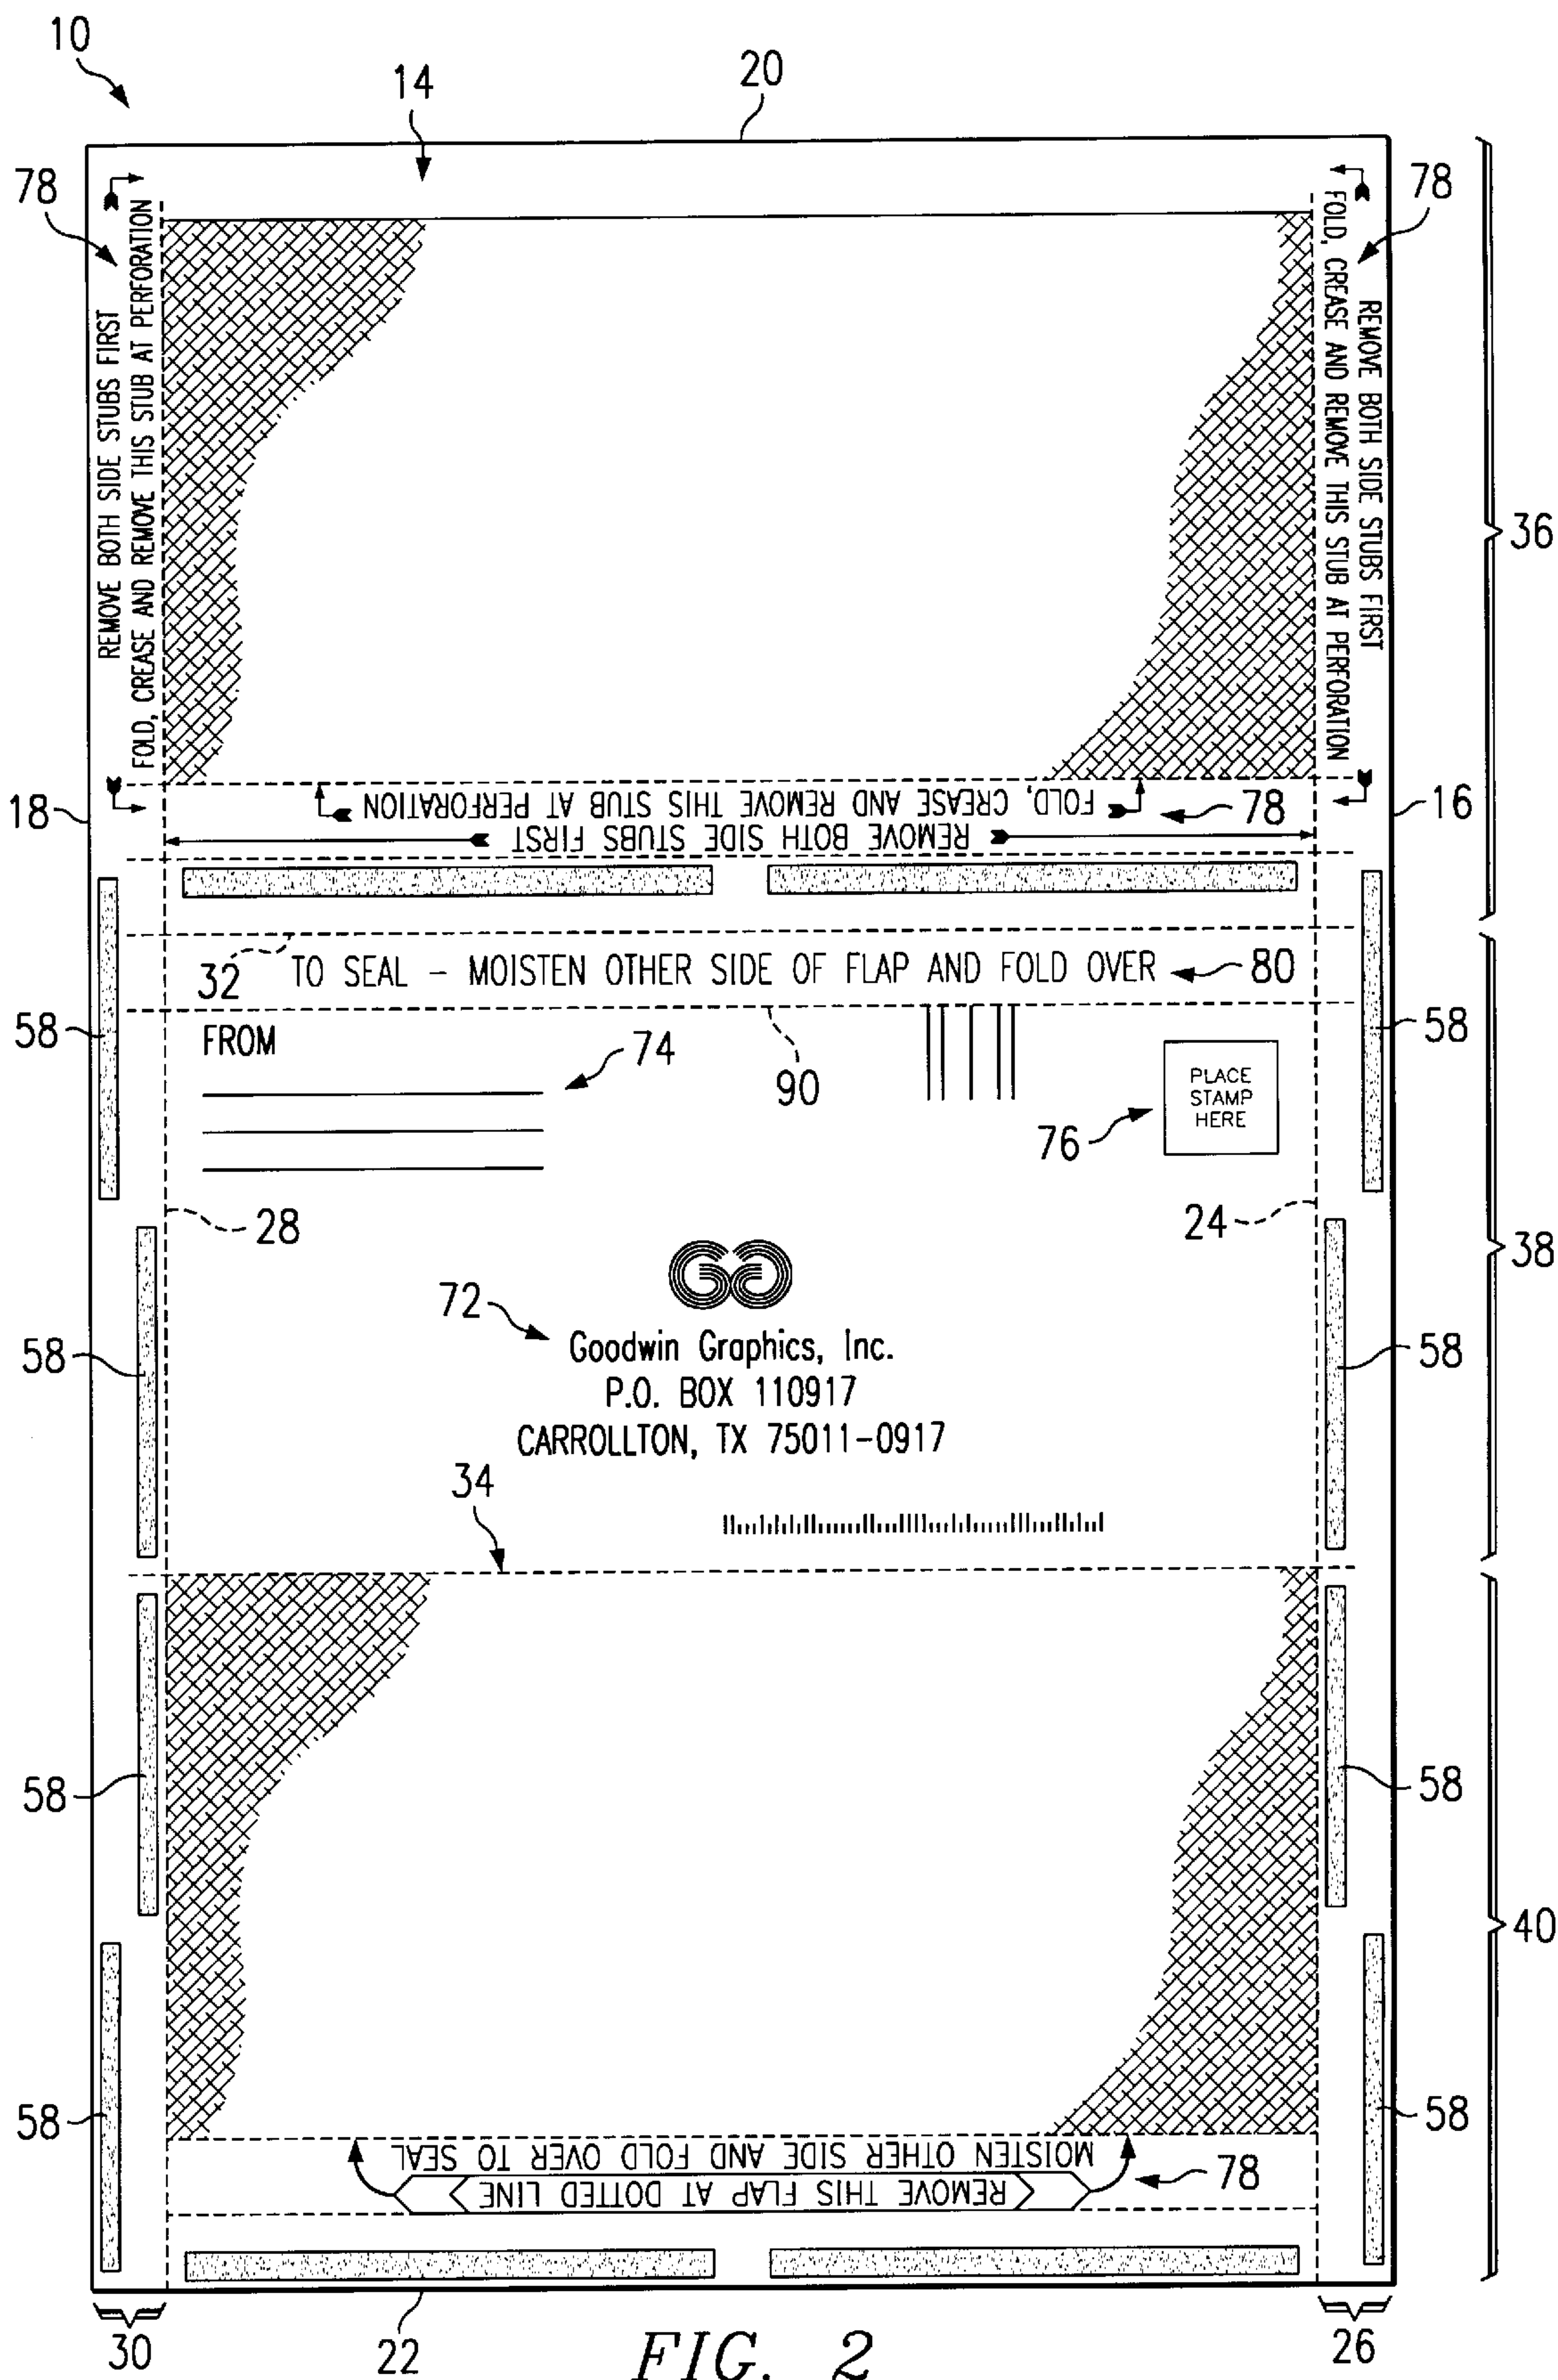 10
14
20
78
78
REMOVE BOTH SIDE STUBS FIRST
FOLD, CREASE AND REMOVE THIS STUB AT PERFORATION
FOLD, CREASE AND REMOVE THIS STUB AT PERFORATION
REMOVE BOTH SIDE STUBS FIRST
36
18
FOLD, CREASE AND REMOVE THIS STUB AT PERFORATION
78
16
REMOVE BOTH SIDE STUBS FIRST
32
TO SEAL - MOISTEN OTHER SIDE OF FLAP AND FOLD OVER
80
58
58
FROM
74
90
PLACE
STAMP
HERE
76
28
24
38
GG
72
Goodwin Graphics, Inc.
58
58
P.O. BOX 110917
CARROLLTON, TX 75011-0917
34
58
58
40
58
58
MOISTEN OTHER SIDE AND FOLD OVER TO SEAL
78
REMOVE THIS FLAP AT DOTTED LINE
30
22
FIG. 2
26